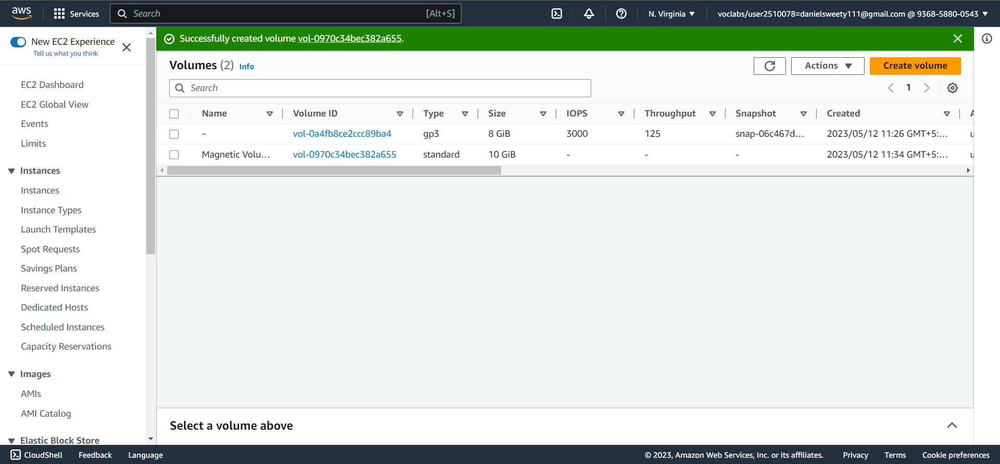 aws
Services
Search [Alt+S]
N. Virginia
voclabs/user2510078=danielsweety111@gmail.com @ 9368-5880-0543
New EC2 Experience
Tell us what you think
EC2 Dashboard
EC2 Global View
Events
Limits
Instances
Instances
Instance Types
Launch Templates
Spot Requests
Savings Plans
Reserved Instances
Dedicated Hosts
Scheduled Instances
Capacity Reservations
Images
AMIs
AMI Catalog
Elastic Block Store
Successfully created volume vol-0970c34bec382a655.
Volumes (2) Info
Actions
Create volume
Search
1
Name Volume ID Type Size IOPS Throughput Snapshot Created A
– vol-0a4fb8ce2ccc89ba4 gp3 8 GiB 3000 125 snap-06c467d... 2023/05/12 11:26 GMT+5:... u
Magnetic Volu... vol-0970c34bec382a655 standard 10 GiB - - - 2023/05/12 11:34 GMT+5:... u
Select a volume above
CloudShell Feedback Language
© 2023, Amazon Web Services, Inc. or its affiliates. Privacy Terms Cookie preferences